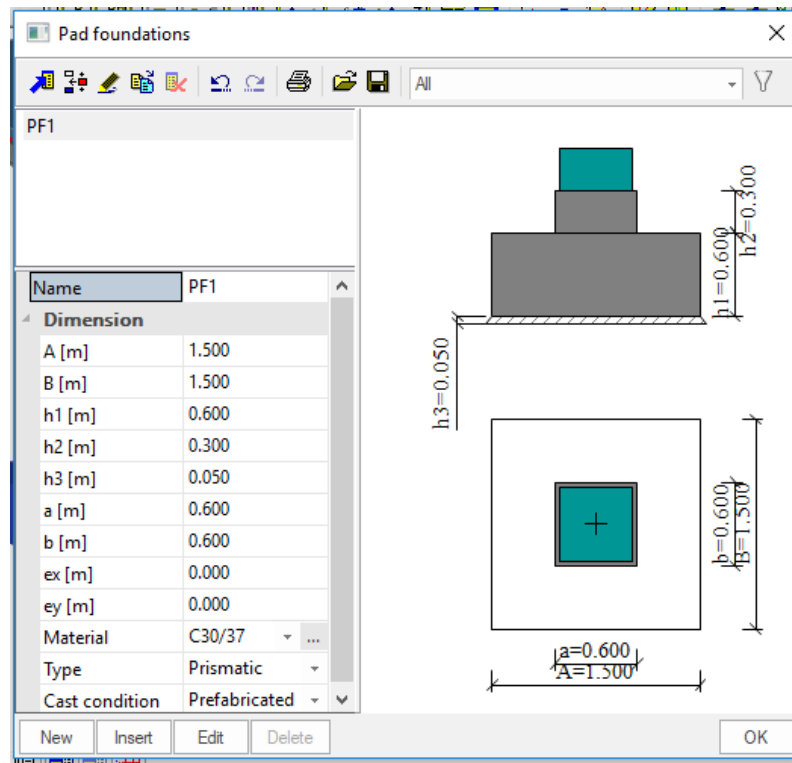 Pad foundations
All
PF1
Name PF1
Dimension
A [m] 1.500
B [m] 1.500
h1 [m] 0.600
h2 [m] 0.300
h3 [m] 0.050
a [m] 0.600
b [m] 0.600
ex [m] 0.000
ey [m] 0.000
Material C30/37 ...
Type Prismatic
Cast condition Prefabricated
h2=0.300
h1=0.600
h3=0.050
b=0.600
B=1.500
a=0.600
A=1.500
New Insert Edit Delete OK